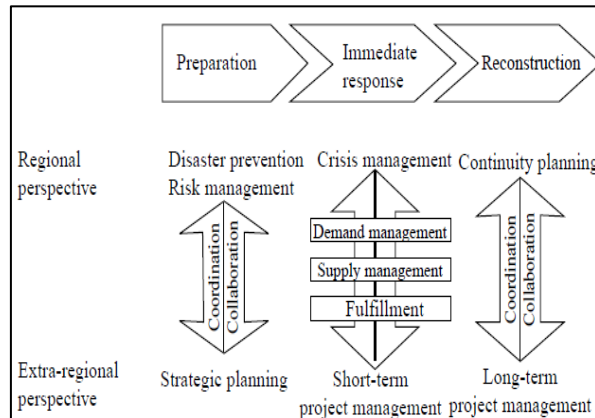 Preparation
Immediate
response
Reconstruction
Regional
perspective
Disaster prevention
Risk management
Crisis management
Continuity planning
Coordination
Collaboration
Demand management
Supply management
Fulfillment
Coordination
Collaboration
Extra-regional
perspective
Strategic planning
Short-term
project management
Long-term
project management